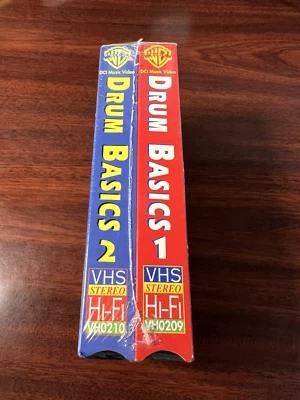 WB
DCI Music Video
DRUM BASICS 2
VHS
STEREO
HI-FI
VH0210
WB
DCI Music Video
DRUM BASICS 1
VHS
STEREO
HI-FI
VH0209